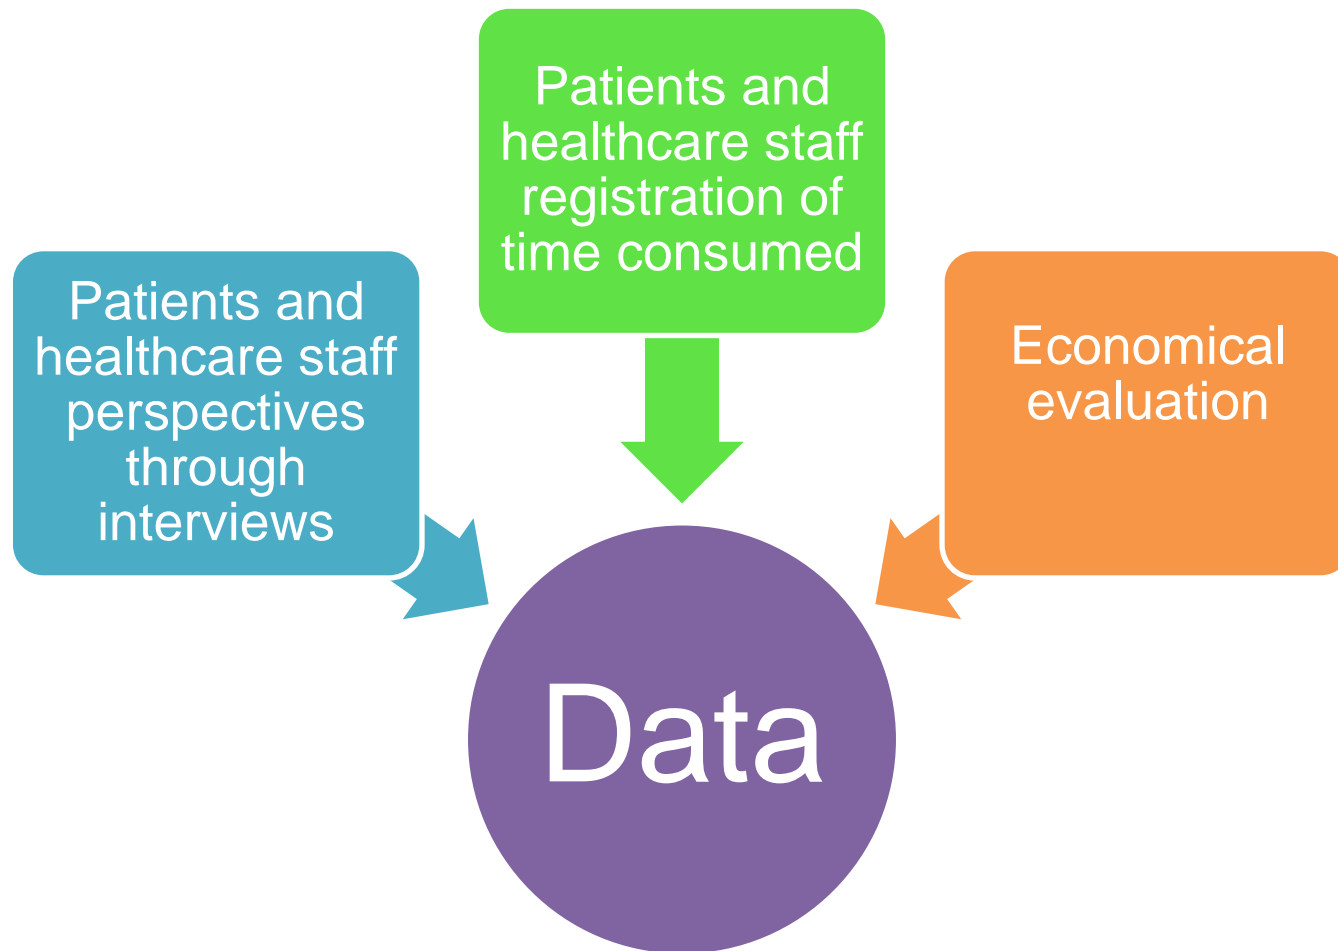 Patients and
healthcare staff
perspectives
through
interviews
Patients and
healthcare staff
registration of
time consumed
Economical
evaluation
Data